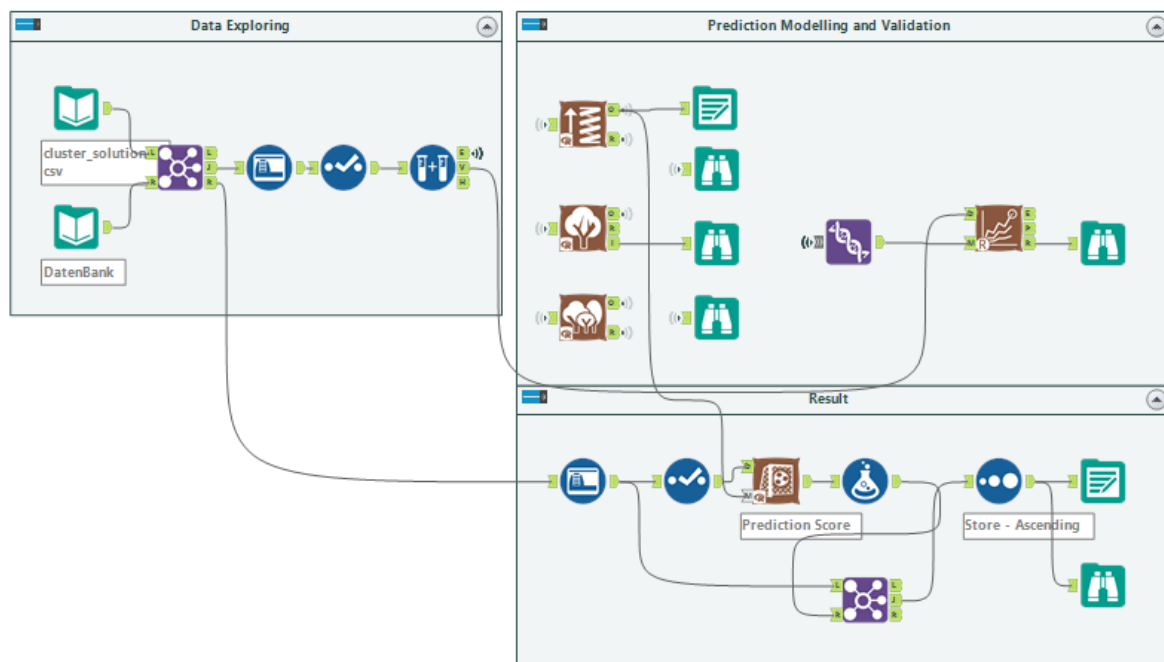 Data Exploring
Prediction Modelling and Validation
cluster_solution
csv
DatenBank
L
R
L
J
R
E
V
H
O
R
O
R
I
O
R
M
R
E
P
R
Result
M
Prediction Score
Store - Ascending
L
R
L
J
R